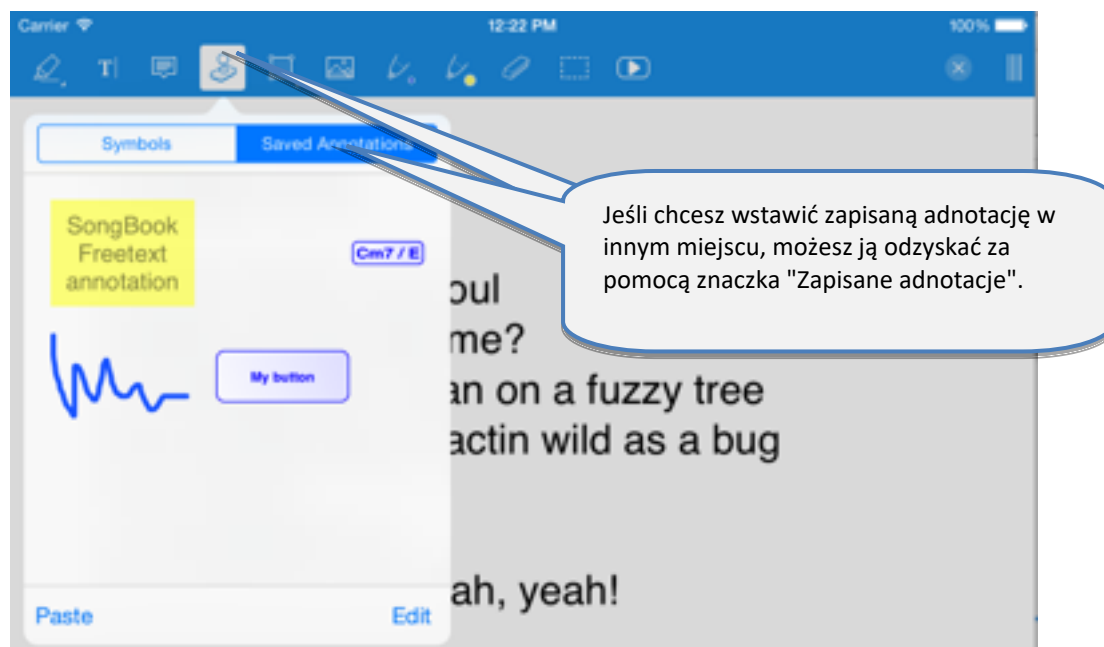 Carrier 12:22 PM 100%
T
Symbols Saved Annotations
SongBook
Freetext
annotation
Cm7 / E
My button
Paste Edit
Jeśli chcesz wstawić zapisaną adnotację w
innym miejscu, możesz ją odzyskać za
pomocą znaczka "Zapisane adnotacje".
oul
me?
an on a fuzzy tree
actin wild as a bug
ah, yeah!